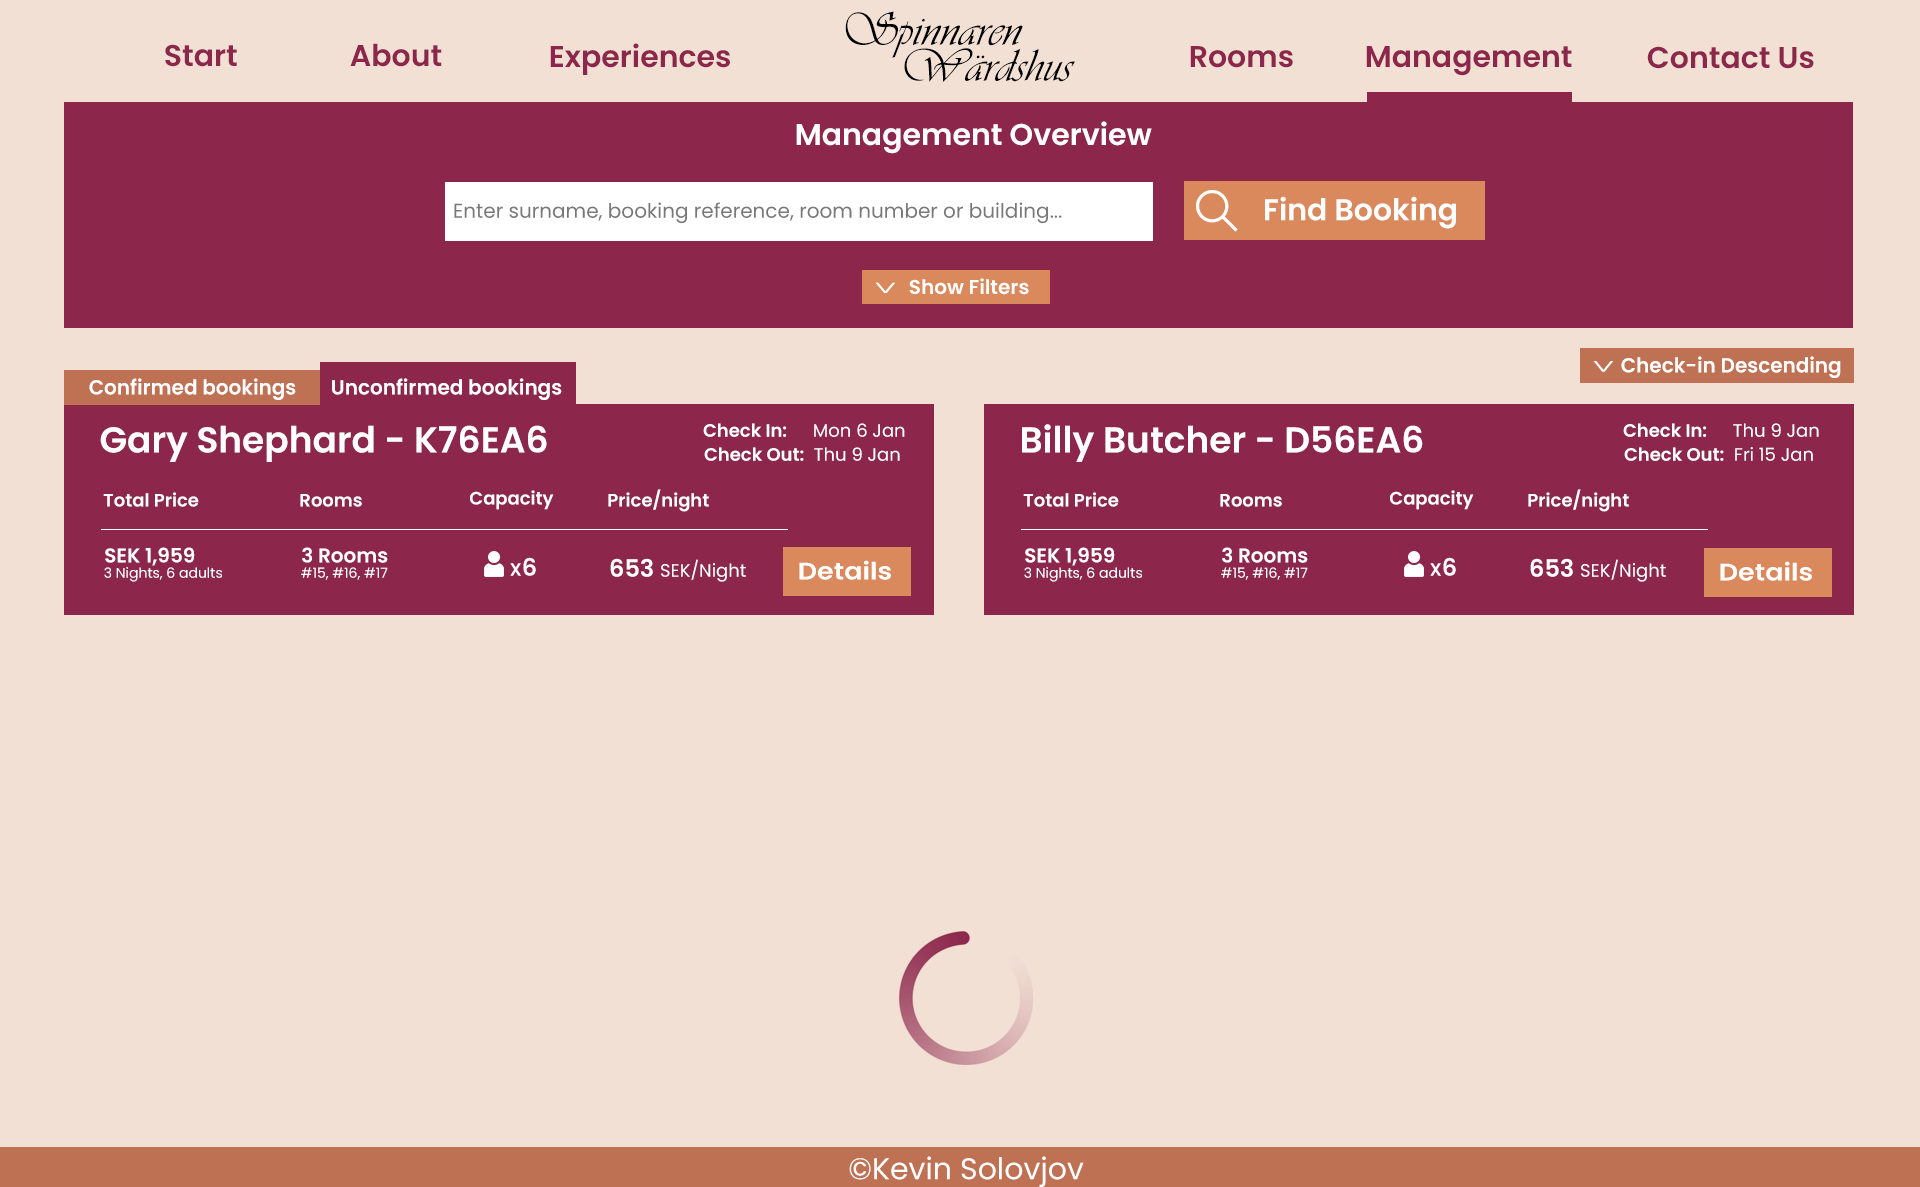 Start
About
Experiences
Spinnaren
Wärdshus
Rooms
Management
Contact Us
Management Overview
Enter surname, booking reference, room number or building...
Find Booking
Show Filters
Check-in Descending
Confirmed bookings
Unconfirmed bookings
Gary Shephard - K76EA6
Check In: Mon 6 Jan
Check Out: Thu 9 Jan
Total Price Rooms Capacity Price/night
SEK 1,959 3 Rooms x6 653 SEK/Night
3 Nights, 6 adults #15, #16, #17
Details
Billy Butcher - D56EA6
Check In: Thu 9 Jan
Check Out: Fri 15 Jan
Total Price Rooms Capacity Price/night
SEK 1,959 3 Rooms x6 653 SEK/Night
3 Nights, 6 adults #15, #16, #17
Details
©Kevin Solovjov